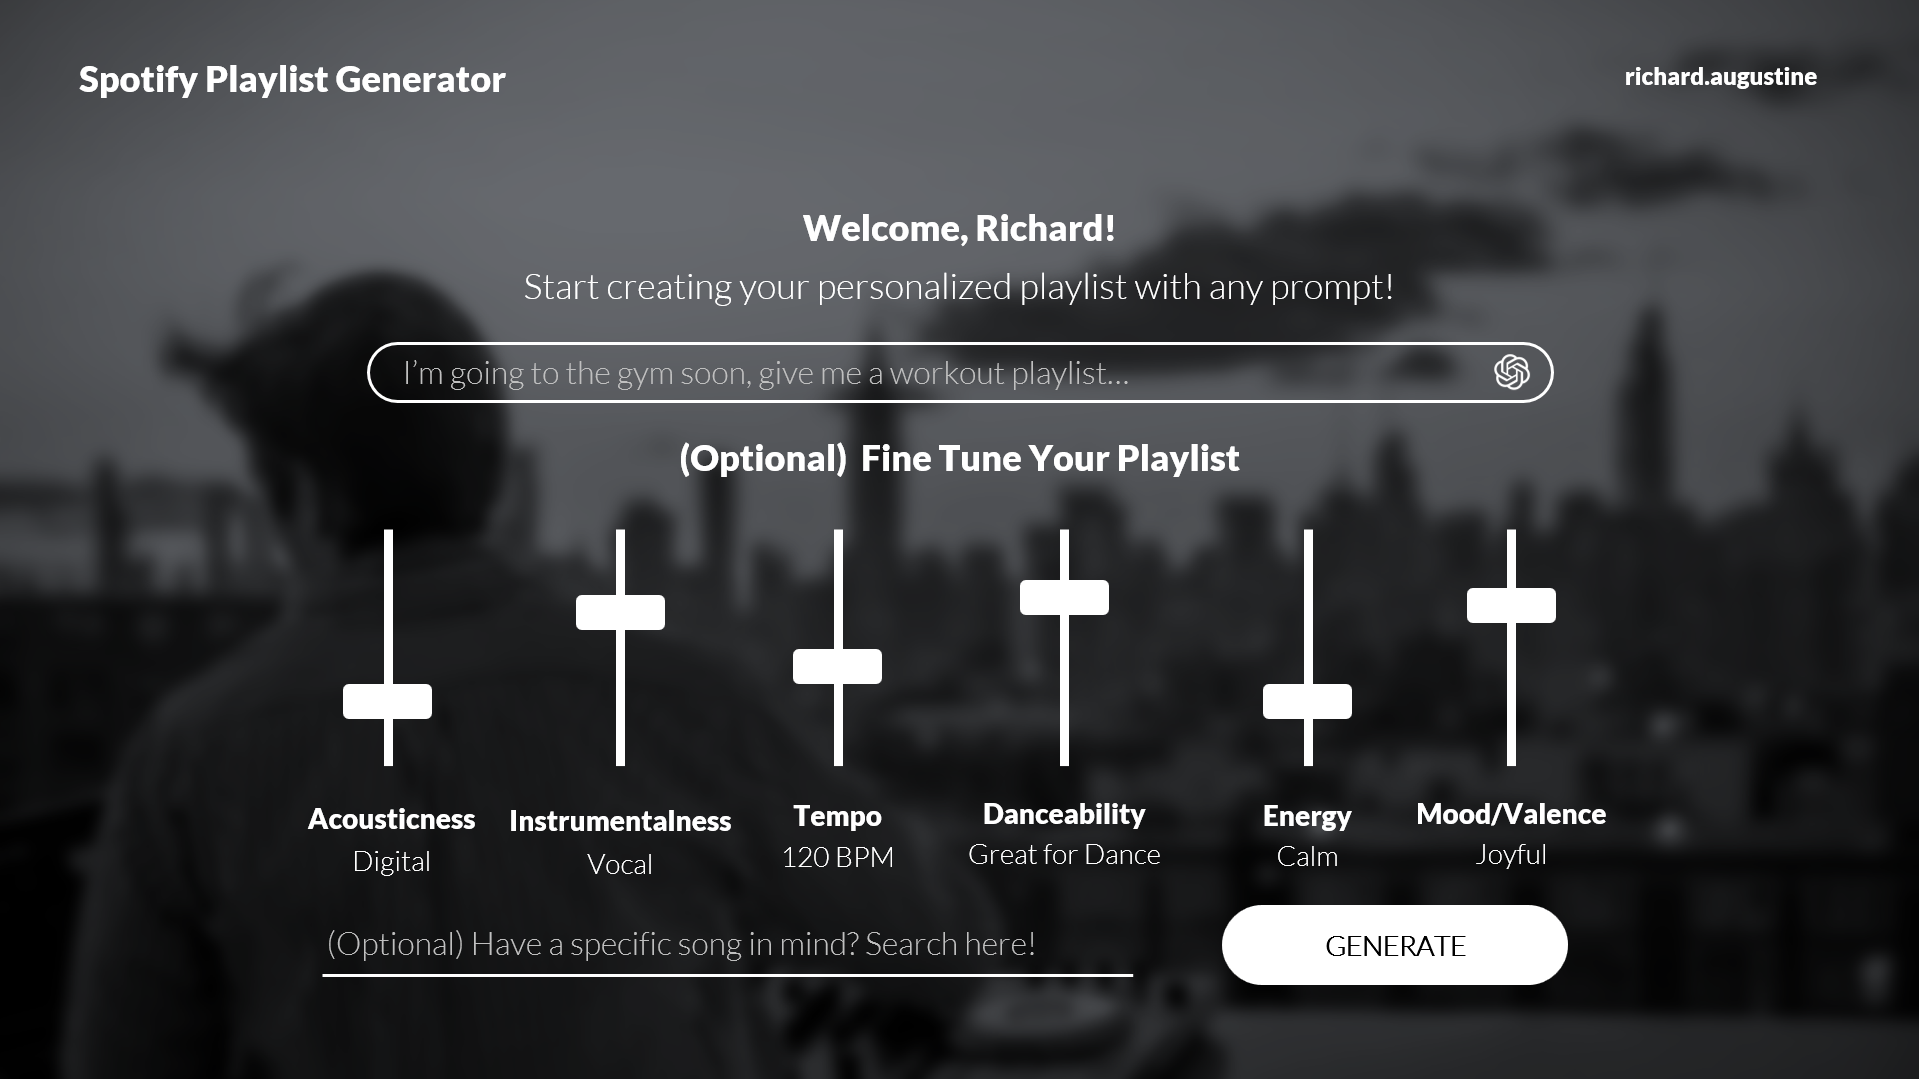 Spotify Playlist Generator
richard.augustine
Welcome, Richard!
Start creating your personalized playlist with any prompt!
I’m going to the gym soon, give me a workout playlist...
(Optional) Fine Tune Your Playlist
Acousticness
Digital
Instrumentalness
Vocal
Tempo
120 BPM
Danceability
Great for Dance
Energy
Calm
Mood/Valence
Joyful
(Optional) Have a specific song in mind? Search here!
GENERATE